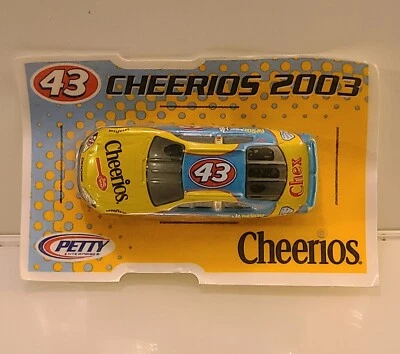 43 CHEERIOS 2003
Cheerios
43
Chex
PETTY
ENTERPRISES
Cheerios